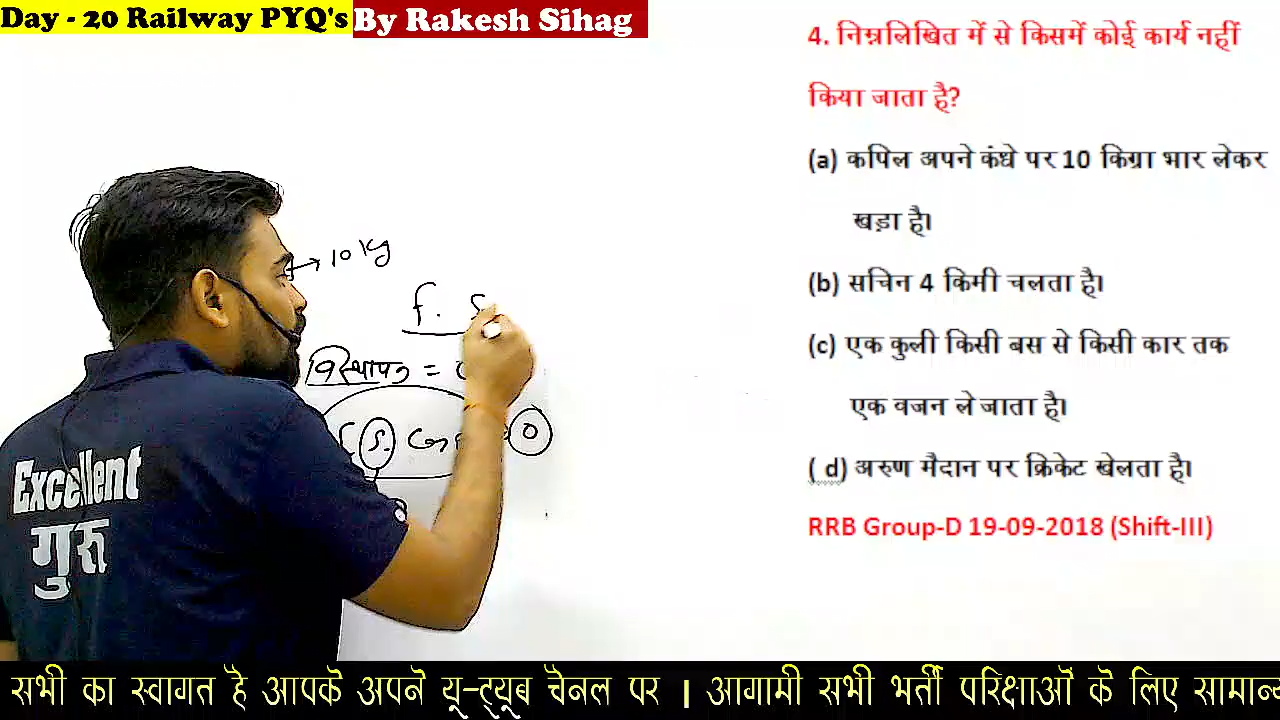 Day - 20 Railway PYQ's By Rakesh Sihag
4. निम्नलिखित में से किसमें कोई कार्य नहीं
किया जाता है?
(a) कपिल अपने कंधे पर 10 किग्रा भार लेकर
खड़ा है।
(b) सचिन 4 किमी चलता है।
(c) एक कुली किसी बस से किसी कार तक
एक वजन ले जाता है।
( d) अरुण मैदान पर क्रिकेट खेलता है।
RRB Group-D 19-09-2018 (Shift-III)
→ 10 kg
f. s
विस्थापन =
s. Cos 0
Excellent
गुरू
सभी का स्वागत है आपके अपने यू-ट्यूब चैनल पर । आगामी सभी भर्ती परिक्षाओं के लिए सामान्